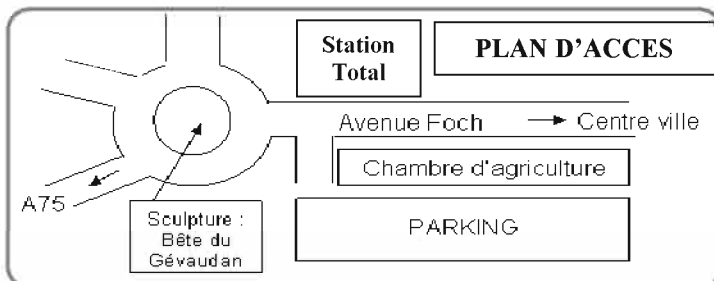 Station
Total
PLAN D'ACCES
Avenue Foch → Centre ville
Chambre d'agriculture
A75
Sculpture :
Bête du
Gévaudan
PARKING